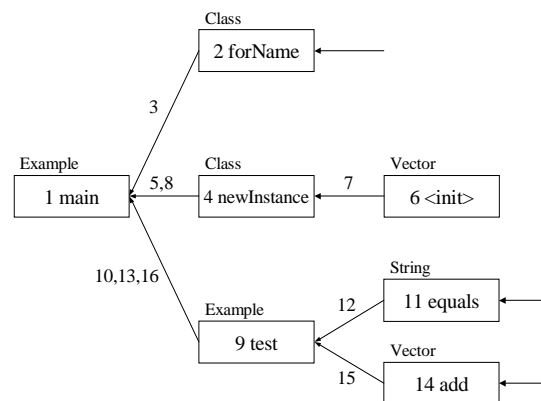 Class
2 forName
3
Example
1 main
5,8
Class
4 newInstance
7
Vector
6 <init>
10,13,16
Example
9 test
12
String
11 equals
15
Vector
14 add